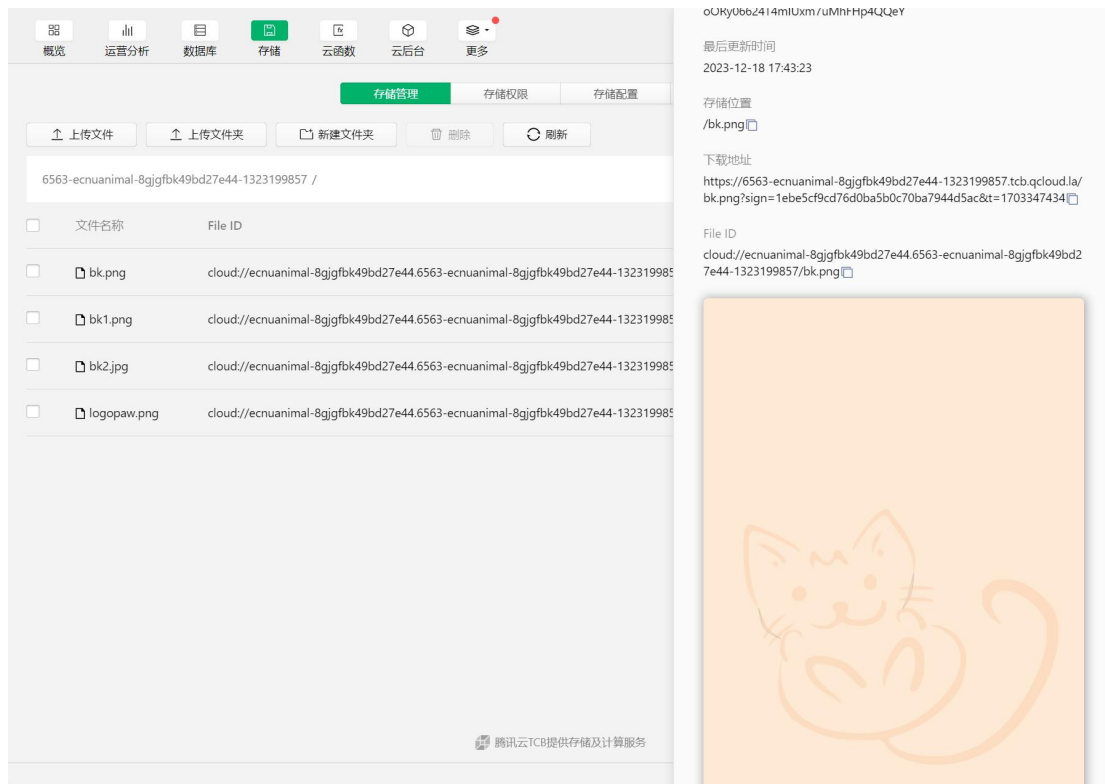 概览 运营分析 数据库 存储 云函数 云后台 更多
存储管理 存储权限 存储配置
上传文件 上传文件夹 新建文件夹 删除 刷新
6563-ecnuanimal-8gjgfbk49bd27e44-1323199857 /
文件名称 File ID
bk.png cloud://ecnuanimal-8gjgfbk49bd27e44.6563-ecnuanimal-8gjgfbk49bd27e44-132319985
bk1.png cloud://ecnuanimal-8gjgfbk49bd27e44.6563-ecnuanimal-8gjgfbk49bd27e44-132319985
bk2.jpg cloud://ecnuanimal-8gjgfbk49bd27e44.6563-ecnuanimal-8gjgfbk49bd27e44-132319985
logopaw.png cloud://ecnuanimal-8gjgfbk49bd27e44.6563-ecnuanimal-8gjgfbk49bd27e44-132319985
腾讯云TCB提供存储及计算服务
最后更新时间
2023-12-18 17:43:23
存储位置
/bk.png
下载地址
https://6563-ecnuanimal-8gjgfbk49bd27e44-1323199857.tcb.qcloud.la/
bk.png?sign=1ebe5cf9cd76d0ba5b0c70ba7944d5ac&t=1703347434
File ID
cloud://ecnuanimal-8gjgfbk49bd27e44.6563-ecnuanimal-8gjgfbk49bd2
7e44-1323199857/bk.png